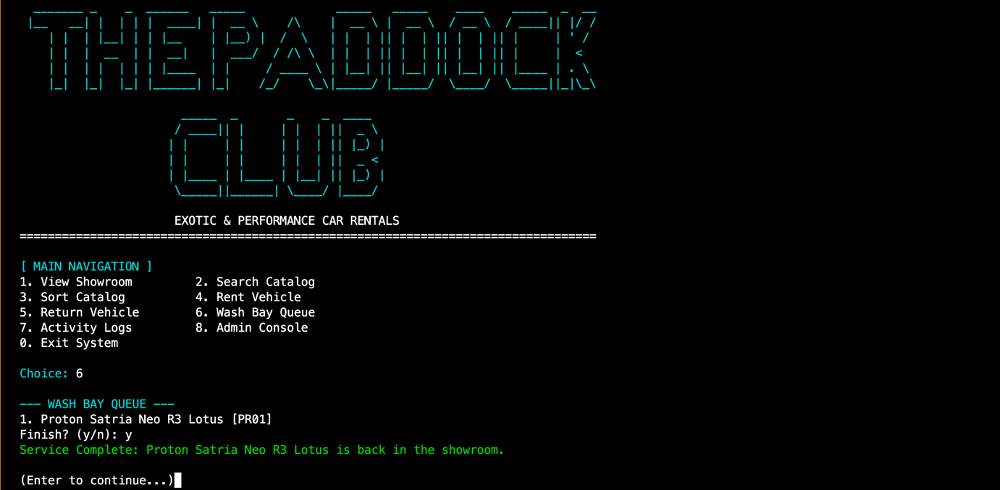 THE PADDOCK
CLUB
EXOTIC & PERFORMANCE CAR RENTALS
==================================================================================
[ MAIN NAVIGATION ]
1. View Showroom 2. Search Catalog
3. Sort Catalog 4. Rent Vehicle
5. Return Vehicle 6. Wash Bay Queue
7. Activity Logs 8. Admin Console
0. Exit System
Choice: 6
--- WASH BAY QUEUE ---
1. Proton Satria Neo R3 Lotus [PR01]
Finish? (y/n): y
Service Complete: Proton Satria Neo R3 Lotus is back in the showroom.
(Enter to continue...)